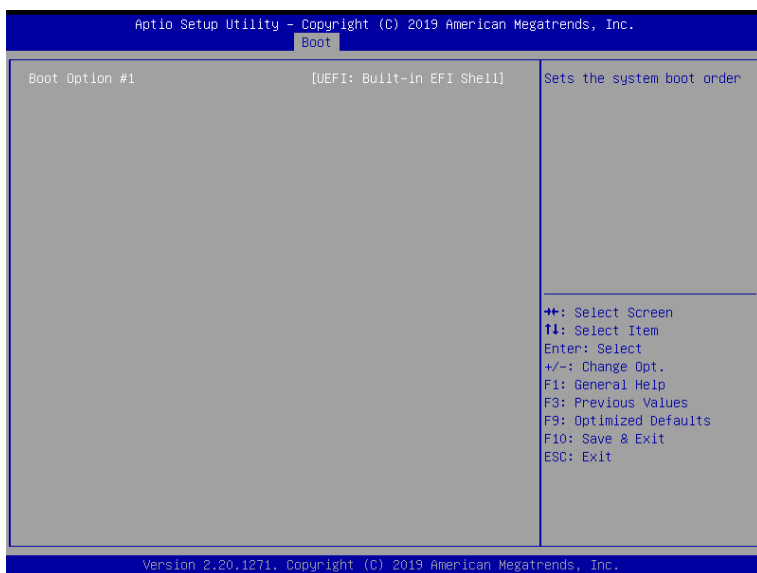 Aptio Setup Utility – Copyright (C) 2019 American Megatrends, Inc.
Boot
Boot Option #1 [UEFI: Built-in EFI Shell]
Sets the system boot order
→←: Select Screen
↑↓: Select Item
Enter: Select
+/-: Change Opt.
F1: General Help
F3: Previous Values
F9: Optimized Defaults
F10: Save & Exit
ESC: Exit
Version 2.20.1271. Copyright (C) 2019 American Megatrends, Inc.